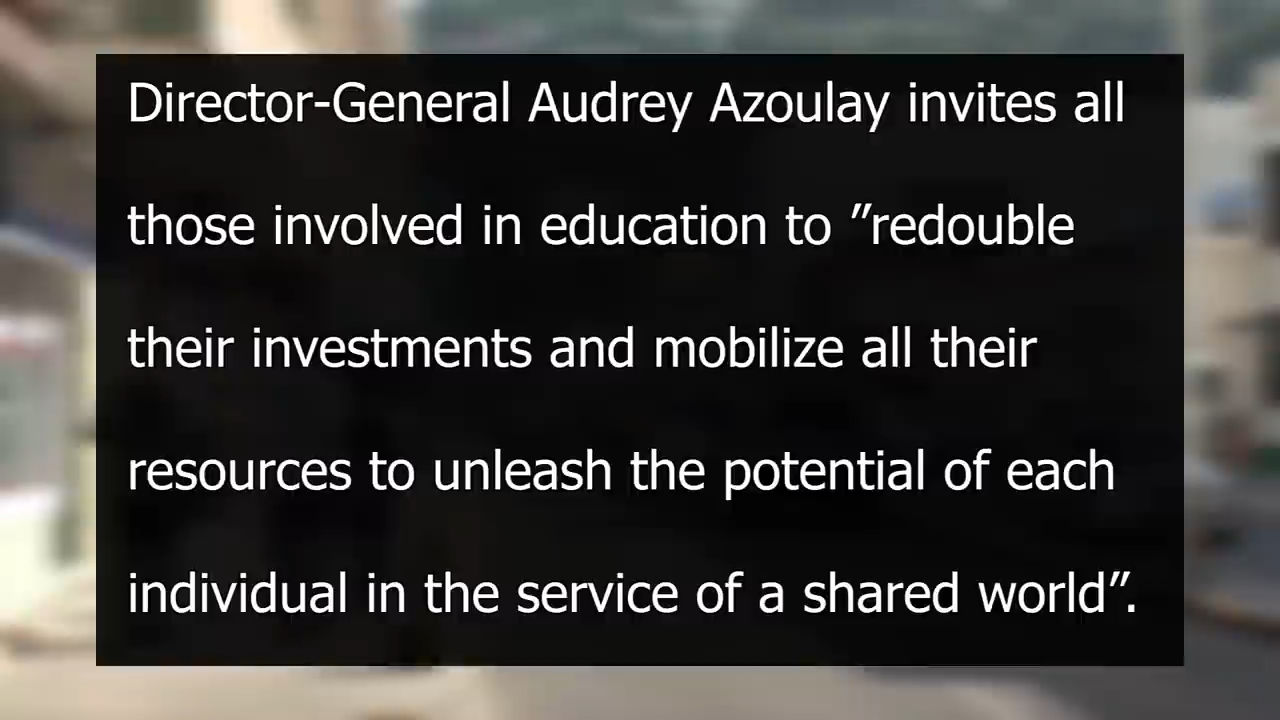 Director-General Audrey Azoulay invites all
those involved in education to ”redouble
their investments and mobilize all their
resources to unleash the potential of each
individual in the service of a shared world”.